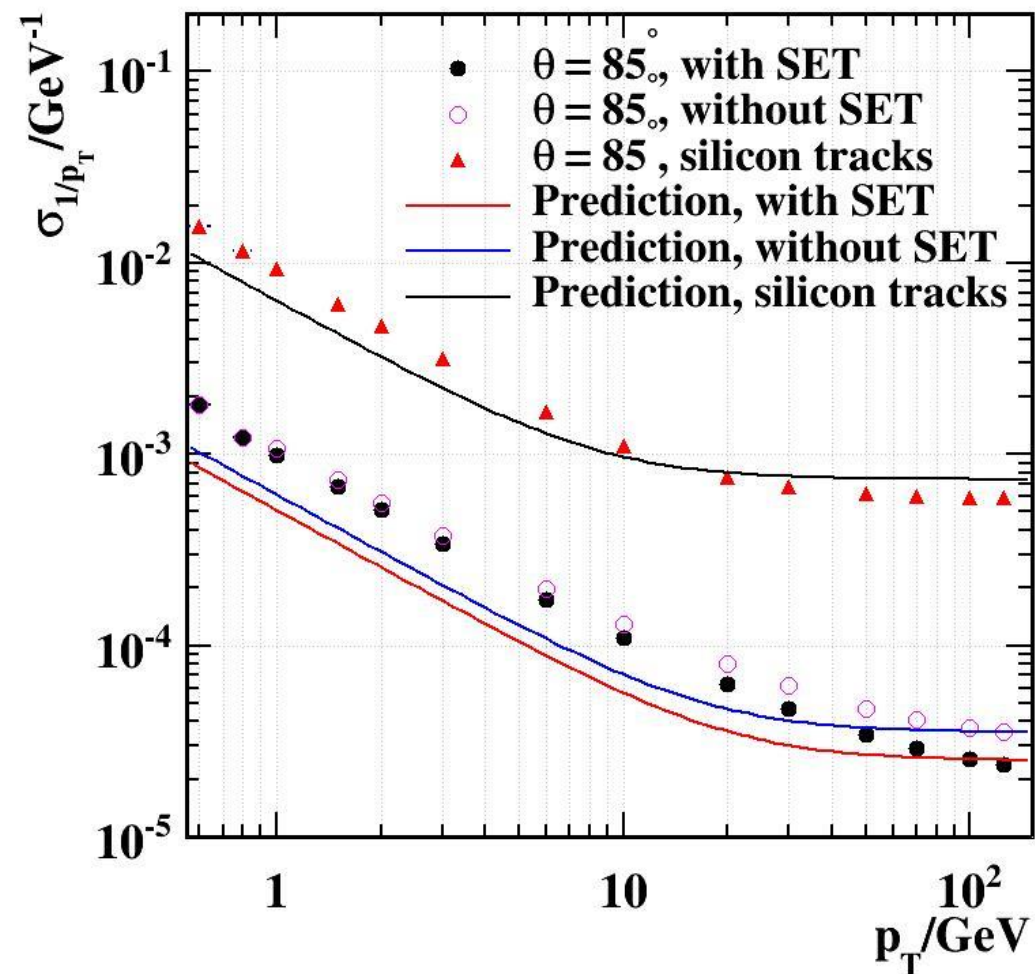 σ1/pT/GeV-1
10-1
10-2
10-3
10-4
10-5
θ = 85°, with SET
θ = 85°, without SET
θ = 85°, silicon tracks
Prediction, with SET
Prediction, without SET
Prediction, silicon tracks
1
10
102
pT/GeV